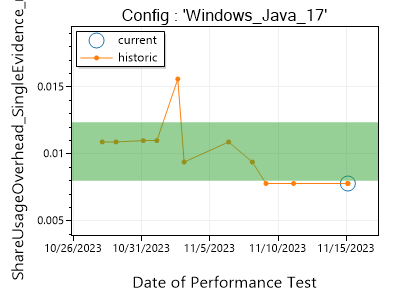 Config : 'Windows_Java_17'
current
historic
ShareUsageOverhead_SingleEvidence_
0.015
0.01
0.005
10/26/2023
10/31/2023
11/5/2023
11/10/2023
11/15/2023
Date of Performance Test